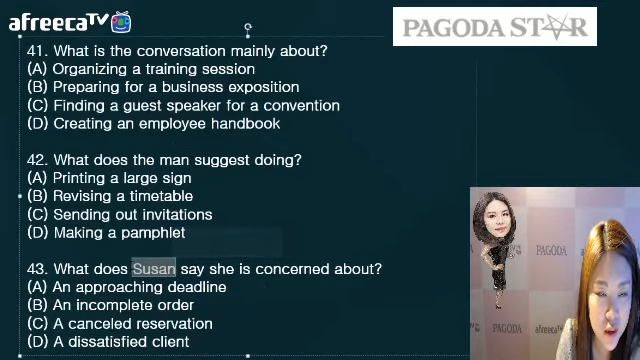 afreecaTV
PAGODA STAR
41. What is the conversation mainly about?
(A) Organizing a training session
(B) Preparing for a business exposition
(C) Finding a guest speaker for a convention
(D) Creating an employee handbook
42. What does the man suggest doing?
(A) Printing a large sign
(B) Revising a timetable
(C) Sending out invitations
(D) Making a pamphlet
43. What does Susan say she is concerned about?
(A) An approaching deadline
(B) An incomplete order
(C) A canceled reservation
(D) A dissatisfied client
PAGODA
PAGODA
afreecaTV